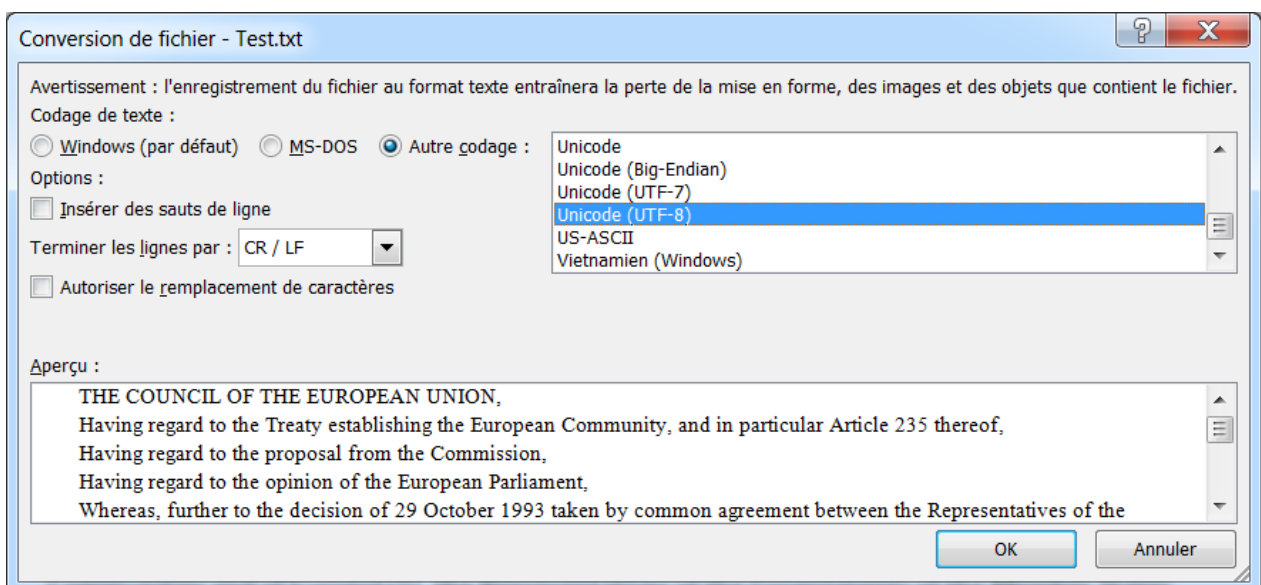 Conversion de fichier - Test.txt
Avertissement : l'enregistrement du fichier au format texte entraînera la perte de la mise en forme, des images et des objets que contient le fichier.
Codage de texte :
Windows (par défaut) MS-DOS Autre codage :
Unicode
Unicode (Big-Endian)
Unicode (UTF-7)
Unicode (UTF-8)
US-ASCII
Vietnamien (Windows)
Options :
Insérer des sauts de ligne
Terminer les lignes par : CR / LF
Autoriser le remplacement de caractères
Aperçu :
THE COUNCIL OF THE EUROPEAN UNION,
Having regard to the Treaty establishing the European Community, and in particular Article 235 thereof,
Having regard to the proposal from the Commission,
Having regard to the opinion of the European Parliament,
Whereas, further to the decision of 29 October 1993 taken by common agreement between the Representatives of the
OK Annuler